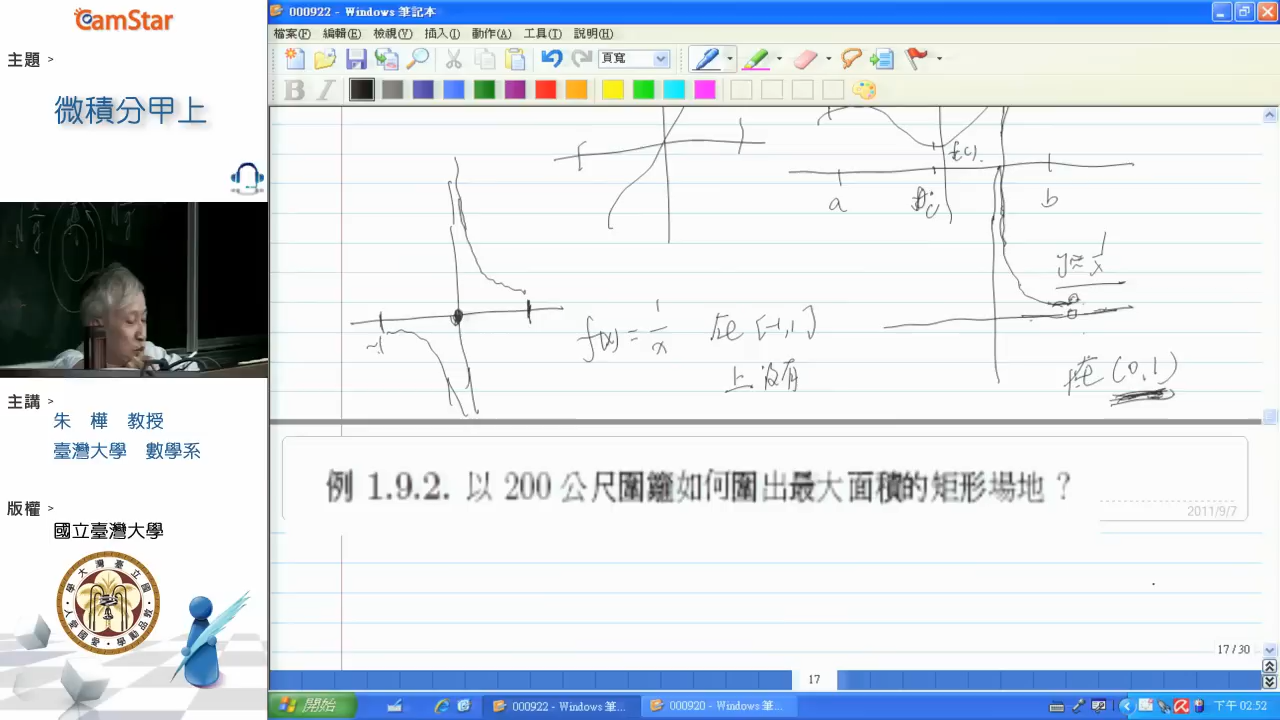 CamStar
主題 >
微積分甲上
主講 >
朱 樺 教授
臺灣大學 數學系
版權 >
國立臺灣大學
000922 - Windows 筆記本
檔案(F) 編輯(E) 檢視(V) 插入(I) 動作(A) 工具(T) 說明(H)
頁寬
B I
f(c).
a
b
y=1/x
-1
f(x) = 1/x 在 [-1,1]
上沒有
在 (0,1)
例 1.9.2. 以 200 公尺圍籬如何圍出最大面積的矩形場地？
2011/9/7
17 / 30
17
開始
000922 - Windows 筆...
000920 - Windows 筆...
下午 02:52